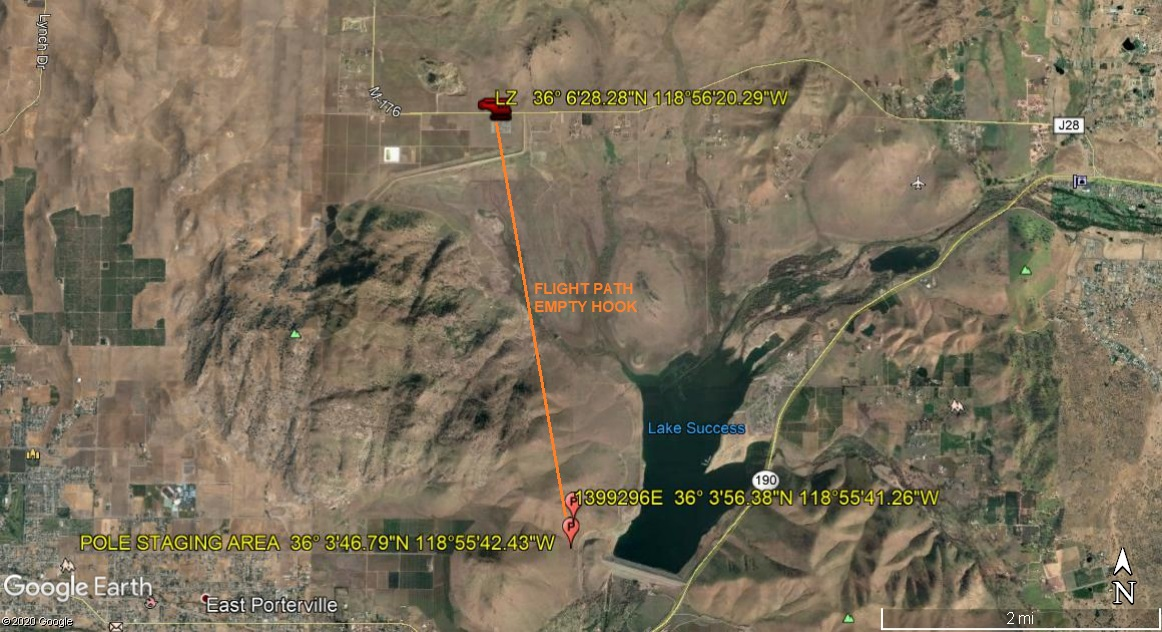 Lynch Dr
M-176
LZ 36° 6'28.28"N 118°56'20.29"W
J28
FLIGHT PATH
EMPTY HOOK
Lake Success
190
1399296E 36° 3'56.38"N 118°55'41.26"W
P
P
POLE STAGING AREA 36° 3'46.79"N 118°55'42.43"W
Google Earth
East Porterville
N
2 mi
©2020 Google